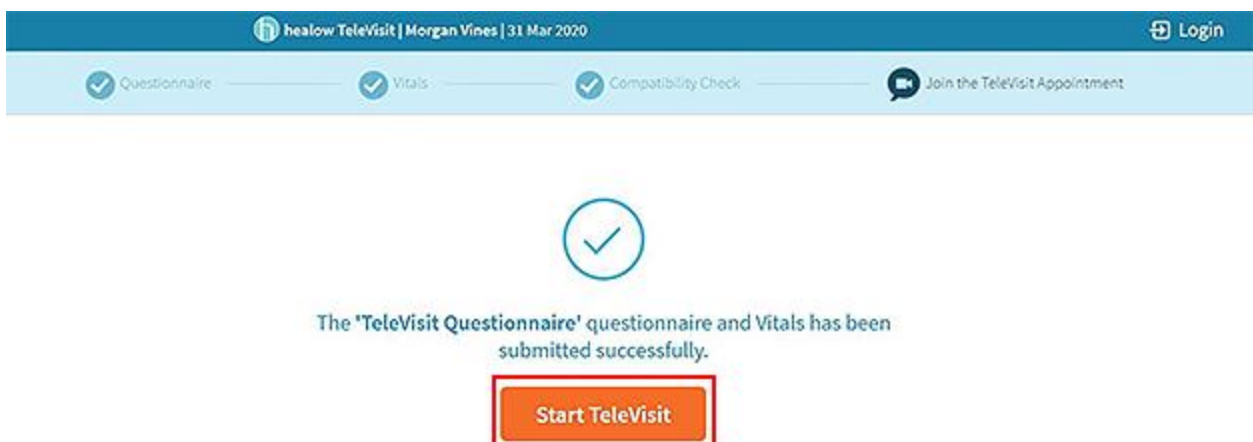 healow TeleVisit | Morgan Vines | 31 Mar 2020 Login
Questionnaire Vitals Compatibility Check Join the TeleVisit Appointment
The 'TeleVisit Questionnaire' questionnaire and Vitals has been
submitted successfully.
Start TeleVisit